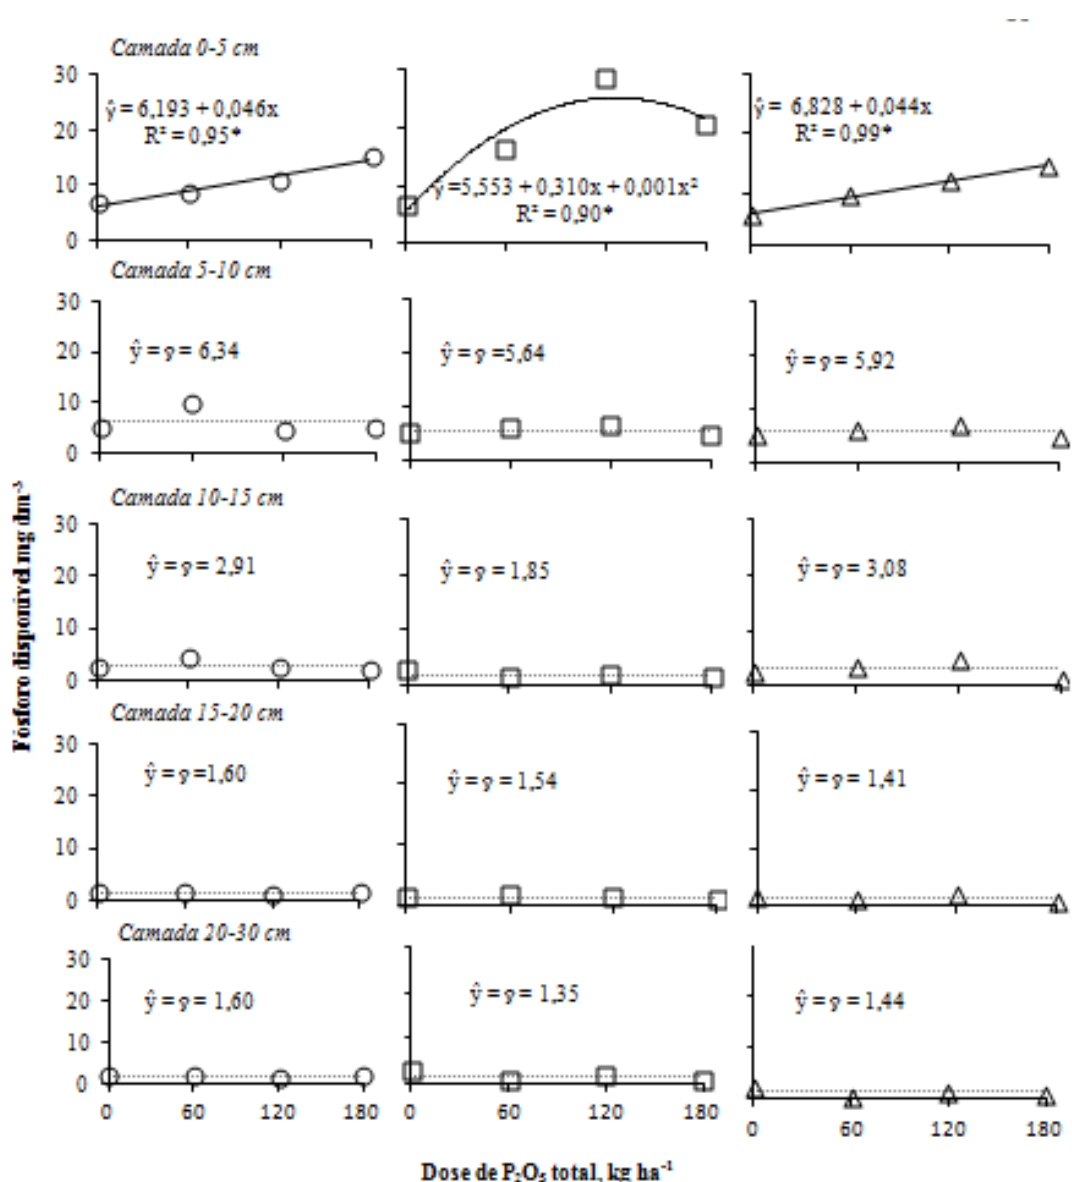 Camada 0-5 cm
30
20
10
0
ŷ = 6,193 + 0,046x
R² = 0,95*
ŷ =5,553 + 0,310x + 0,001x²
R² = 0,90*
ŷ = 6,828 + 0,044x
R² = 0,99*
Camada 5-10 cm
30
20
10
0
ŷ = y̅ = 6,34
ŷ = y̅ =5,64
ŷ = y̅ = 5,92
Camada 10-15 cm
30
20
10
0
ŷ = y̅ = 2,91
ŷ = y̅ = 1,85
ŷ = y̅ = 3,08
Camada 15-20 cm
30
20
10
0
ŷ = y̅ =1,60
ŷ = y̅ = 1,54
ŷ = y̅ = 1,41
Camada 20-30 cm
30
20
10
0
ŷ = y̅ = 1,60
ŷ = y̅ = 1,35
ŷ = y̅ = 1,44
0 60 120 180
0 60 120 180
0 60 120 180
Fósforo disponível mg dm⁻³
Dose de P₂O₅ total, kg ha⁻¹